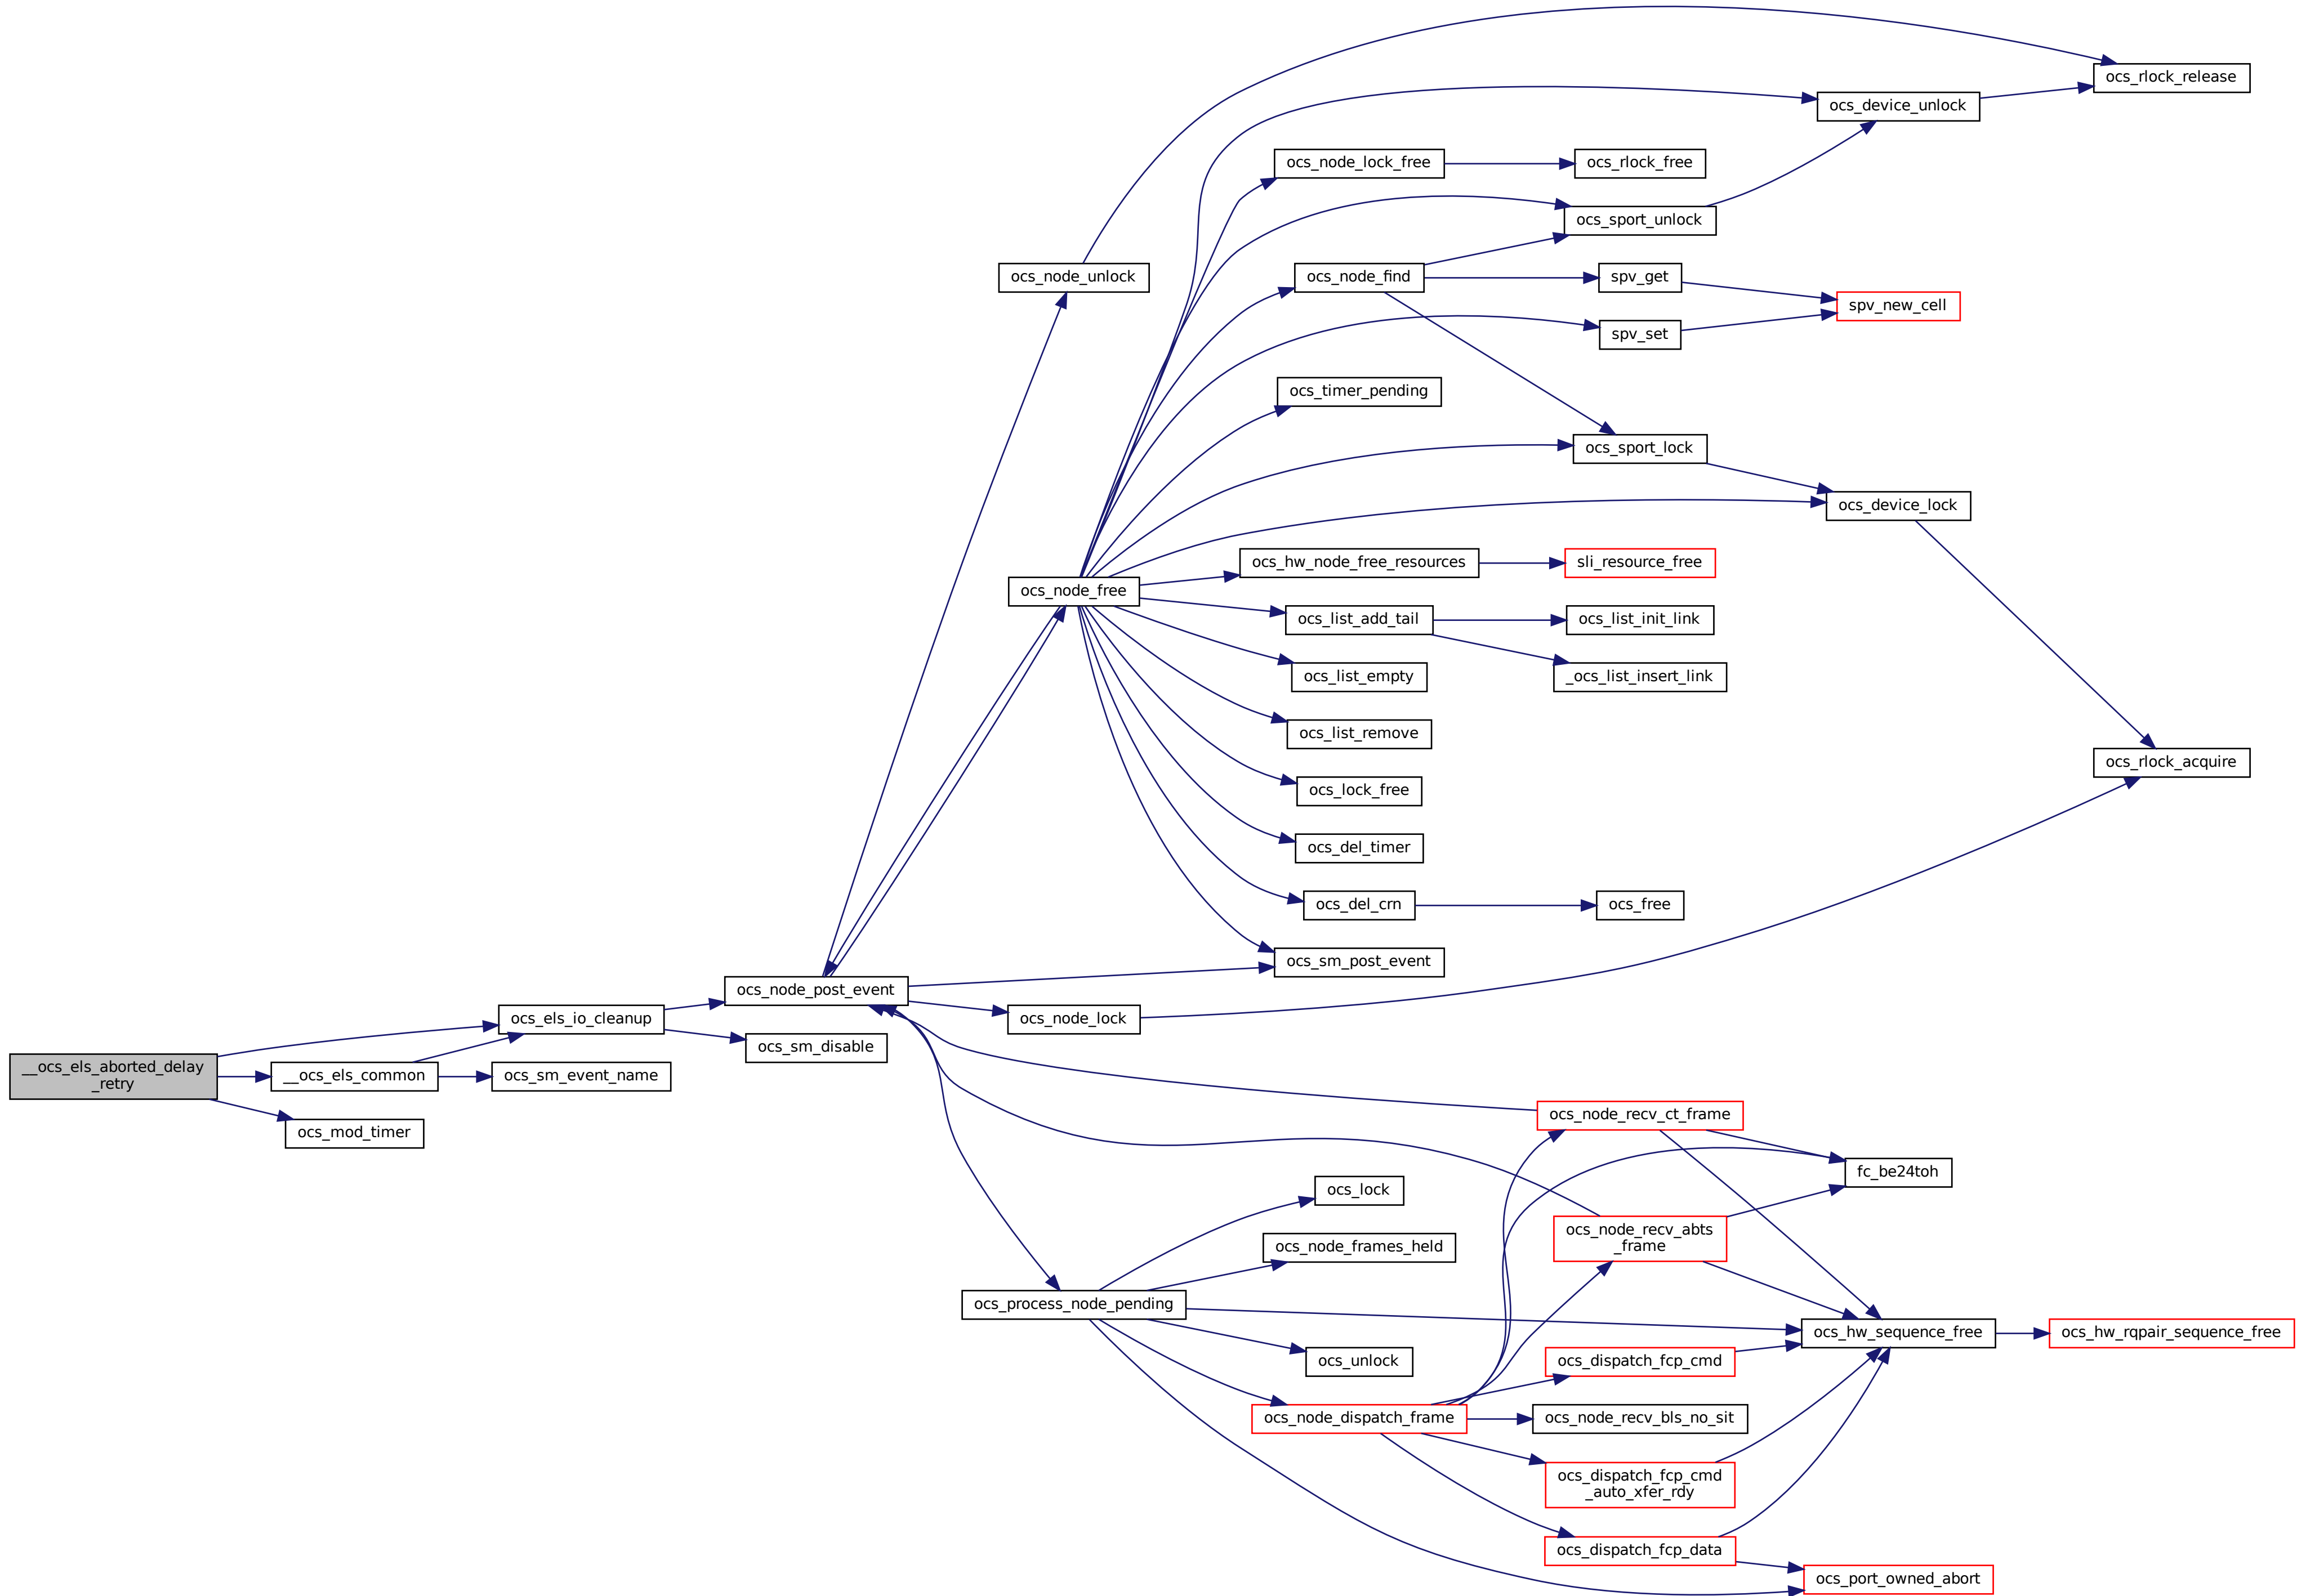 ocs_rlock_release
ocs_device_unlock
ocs_node_lock_free
ocs_rlock_free
ocs_sport_unlock
ocs_node_unlock
ocs_node_find
spv_get
spv_new_cell
spv_set
ocs_timer_pending
ocs_sport_lock
ocs_device_lock
ocs_hw_node_free_resources
sli_resource_free
ocs_node_free
ocs_list_add_tail
ocs_list_init_link
ocs_list_empty
_ocs_list_insert_link
ocs_list_remove
ocs_rlock_acquire
ocs_lock_free
ocs_del_timer
ocs_del_crn
ocs_free
ocs_sm_post_event
ocs_node_post_event
ocs_els_io_cleanup
ocs_node_lock
ocs_sm_disable
__ocs_els_aborted_delay
_retry
__ocs_els_common
ocs_sm_event_name
ocs_mod_timer
ocs_node_recv_ct_frame
fc_be24toh
ocs_lock
ocs_node_recv_abts
_frame
ocs_node_frames_held
ocs_process_node_pending
ocs_hw_sequence_free
ocs_hw_rqpair_sequence_free
ocs_unlock
ocs_dispatch_fcp_cmd
ocs_node_dispatch_frame
ocs_node_recv_bls_no_sit
ocs_dispatch_fcp_cmd
_auto_xfer_rdy
ocs_dispatch_fcp_data
ocs_port_owned_abort